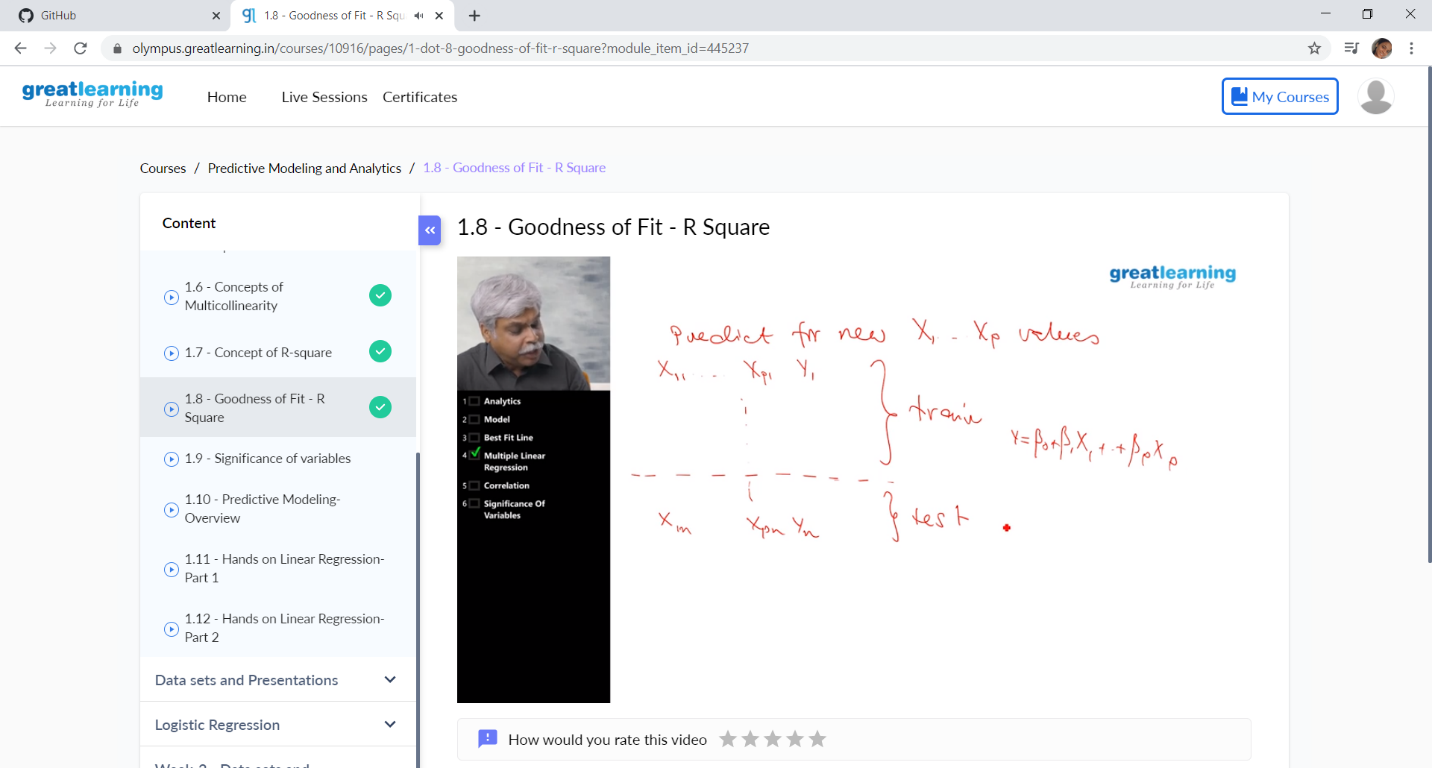 GitHub
1.8 - Goodness of Fit - R Squ
olympus.greatlearning.in/courses/10916/pages/1-dot-8-goodness-of-fit-r-square?module_item_id=445237
greatlearning
Learning for Life
Home Live Sessions Certificates
My Courses
Courses / Predictive Modeling and Analytics / 1.8 - Goodness of Fit - R Square
Content
1.6 - Concepts of
Multicollinearity
1.7 - Concept of R-square
1.8 - Goodness of Fit - R
Square
1.9 - Significance of variables
1.10 - Predictive Modeling-
Overview
1.11 - Hands on Linear Regression-
Part 1
1.12 - Hands on Linear Regression-
Part 2
Data sets and Presentations
Logistic Regression
1.8 - Goodness of Fit - R Square
greatlearning
Learning for Life
1 Analytics
2 Model
3 Best Fit Line
4 Multiple Linear
Regression
5 Correlation
6 Significance Of
Variables
Predict for new X₁ .. Xp values
X₁₁ .... Xp₁ Y₁
train
Y=β₀+β₁X₁+..+βpXp
X₁n Xpn Yn
test
How would you rate this video